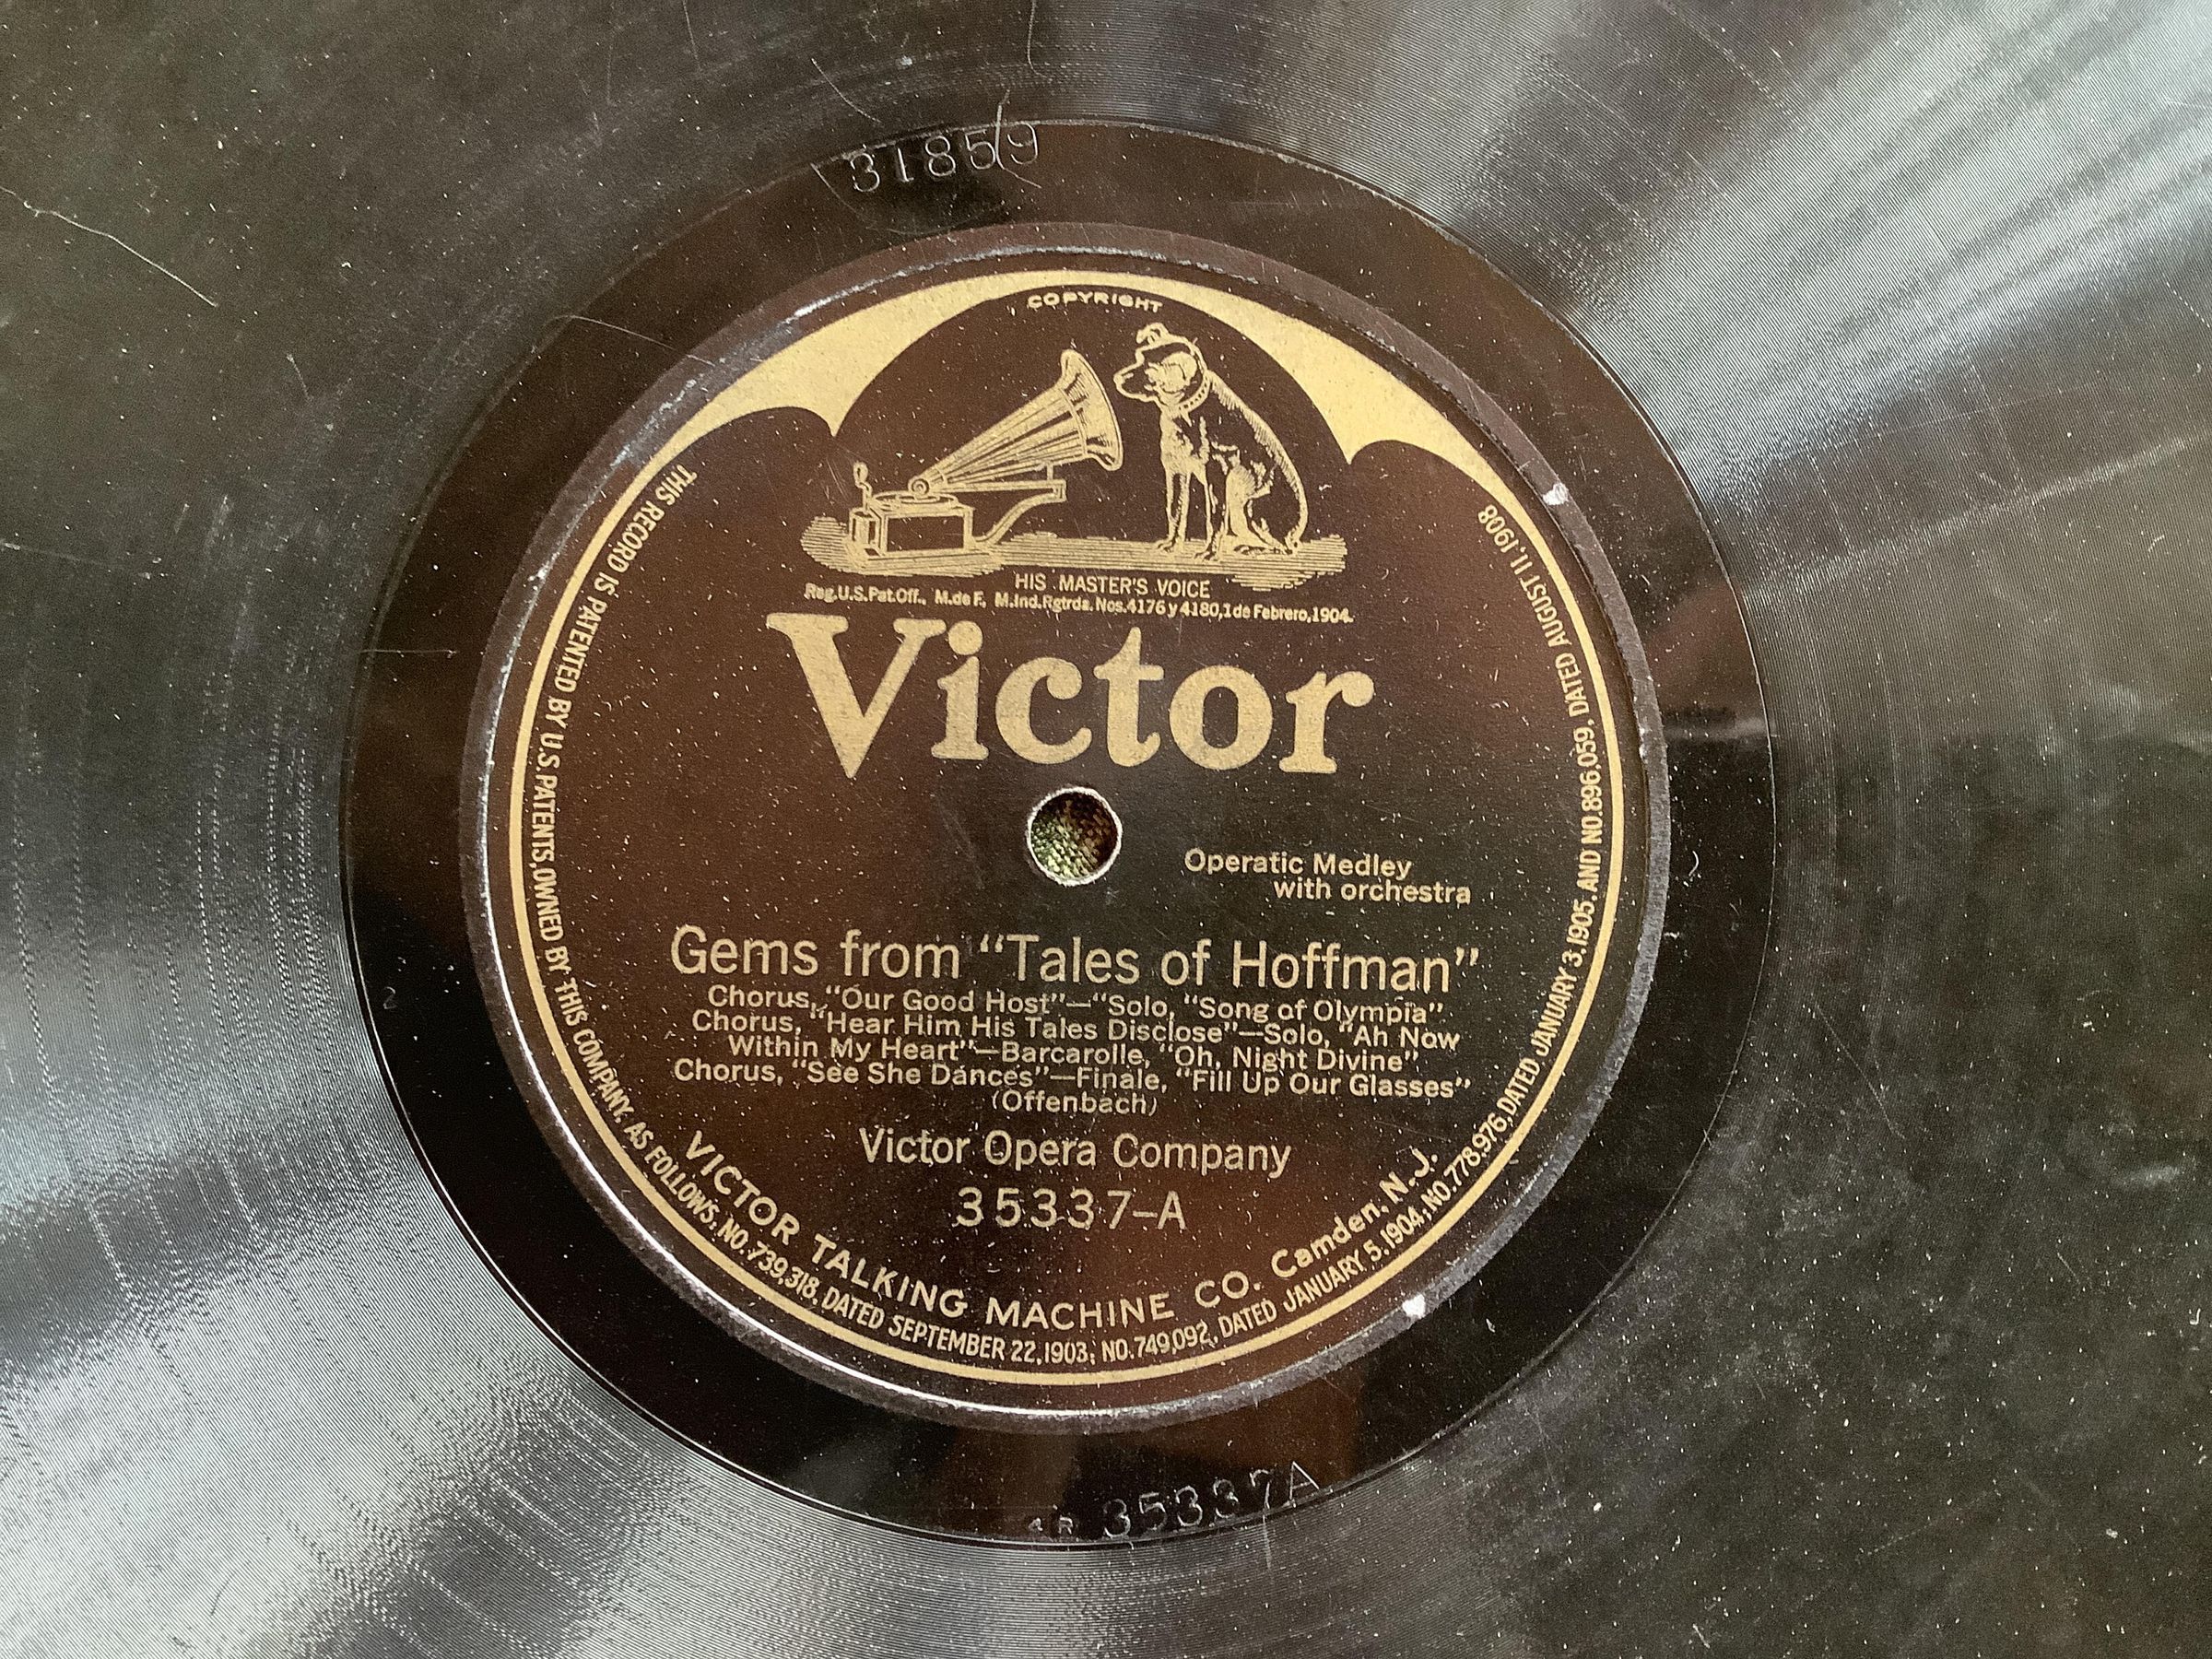 31859
COPYRIGHT
HIS MASTER'S VOICE
Reg.U.S.Pat.Off., M.de F., M.Ind.Rgtrda. Nos.4176 y 4180,1 de Febrero,1904.
Victor
Operatic Medley
with orchestra
Gems from "Tales of Hoffman"
Chorus, "Our Good Host"—"Solo, "Song of Olympia"
Chorus, "Hear Him His Tales Disclose"—Solo, "Ah Now
Within My Heart"—Barcarolle, "Oh, Night Divine"
Chorus, "See She Dances"—Finale, "Fill Up Our Glasses"
(Offenbach)
Victor Opera Company
35337-A
VICTOR TALKING MACHINE CO. Camden, N.J.
THIS RECORD IS PATENTED BY U.S. PATENTS, OWNED BY THIS COMPANY, AS FOLLOWS: NO. 739,318, DATED SEPTEMBER 22, 1903; NO. 749,092, DATED JANUARY 5, 1904; NO. 778,976, DATED JANUARY 3, 1905. AND NO. 896,059, DATED AUGUST 11, 1908
4R 35337A
2